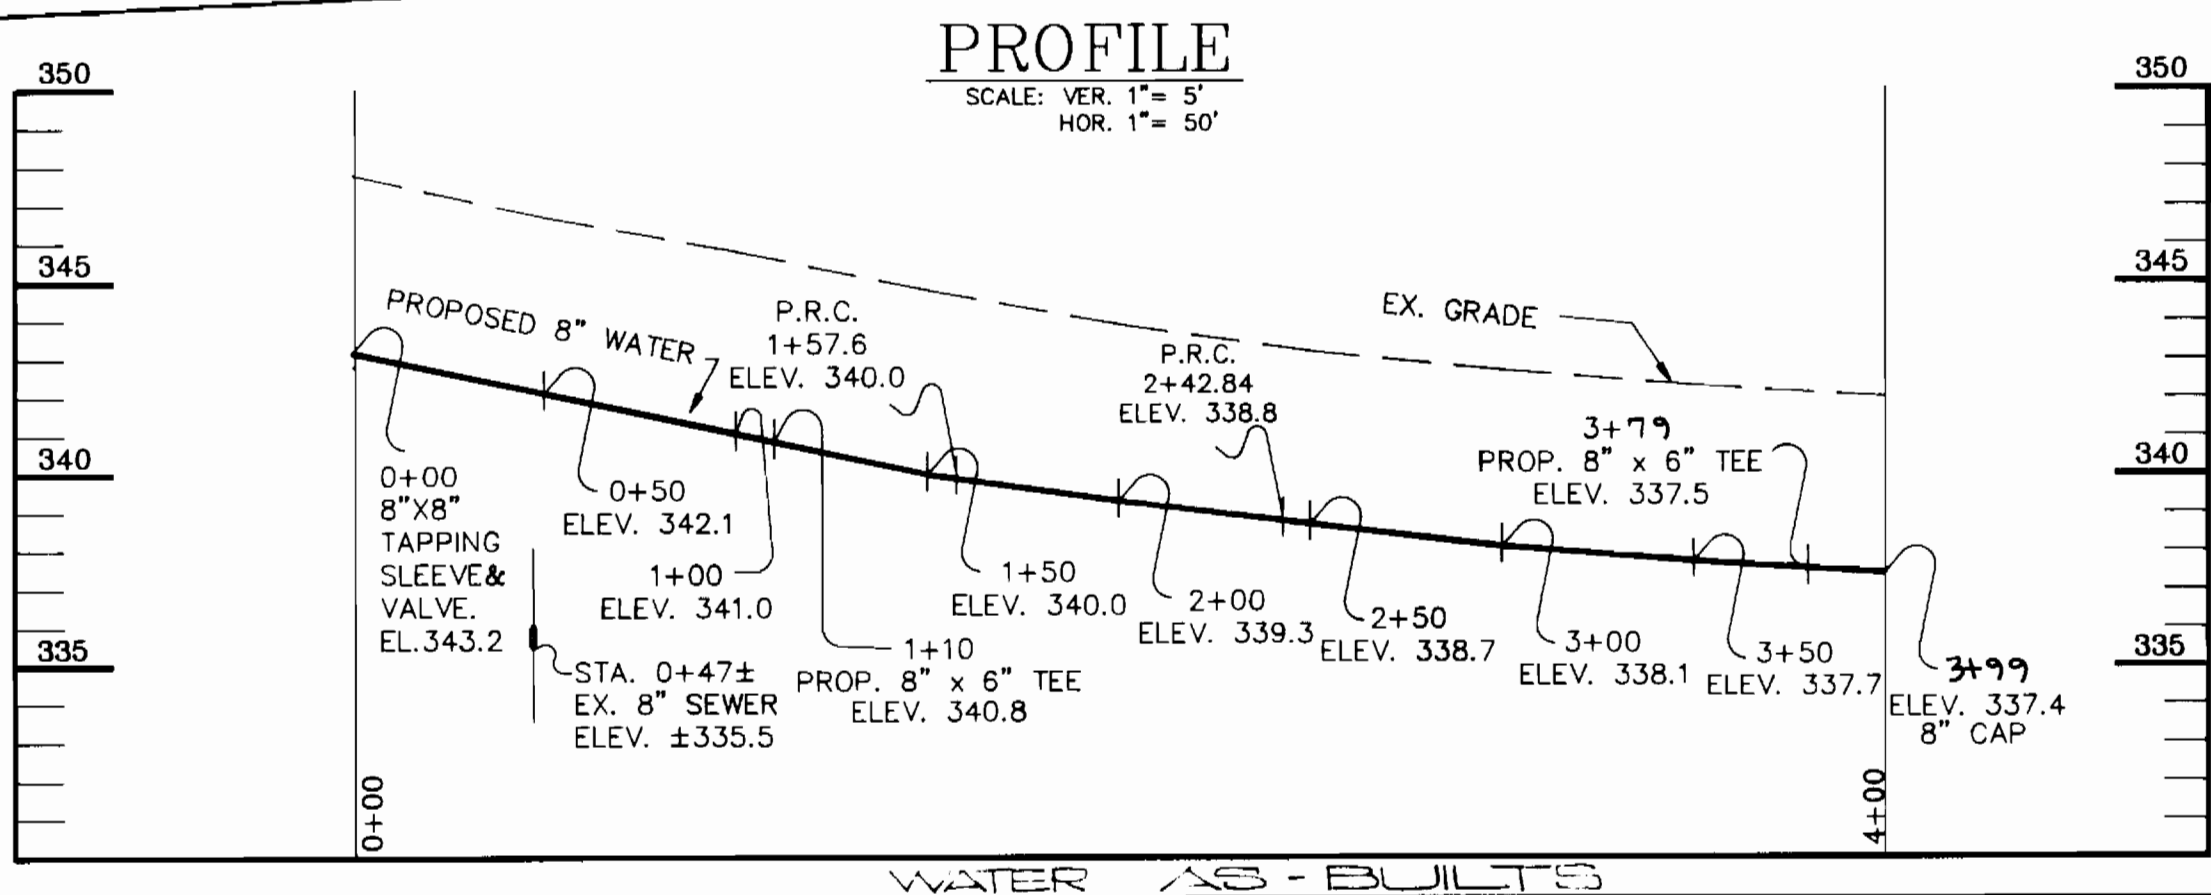 PROFILE
SCALE: VER. 1"= 5'
HOR. 1"= 50'
350
345
340
335
350
345
340
335
PROPOSED 8" WATER
P.R.C.
1+57.6
ELEV. 340.0
P.R.C.
2+42.84
ELEV. 338.8
EX. GRADE
3+79
PROP. 8" x 6" TEE
ELEV. 337.5
0+00
8"X8"
TAPPING
SLEEVE&
VALVE.
EL.343.2
0+50
ELEV. 342.1
1+00
ELEV. 341.0
STA. 0+47±
EX. 8" SEWER
ELEV. ±335.5
1+10
PROP. 8" x 6" TEE
ELEV. 340.8
1+50
ELEV. 340.0
2+00
ELEV. 339.3
2+50
ELEV. 338.7
3+00
ELEV. 338.1
3+50
ELEV. 337.7
3+99
ELEV. 337.4
8" CAP
0+00
4+00
WATER AS-BUILTS